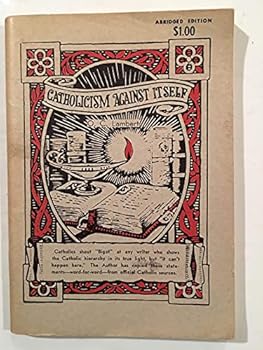 ABRIDGED EDITION
$1.00
CATHOLICISM AGAINST ITSELF
Lambert
Catholics shout "Bigot" at any writer who shows
the Catholic hierarchy in its true light, but "it can't
happen here," The Author has copied these state-
ments—word-for-word—from official Catholic sources.